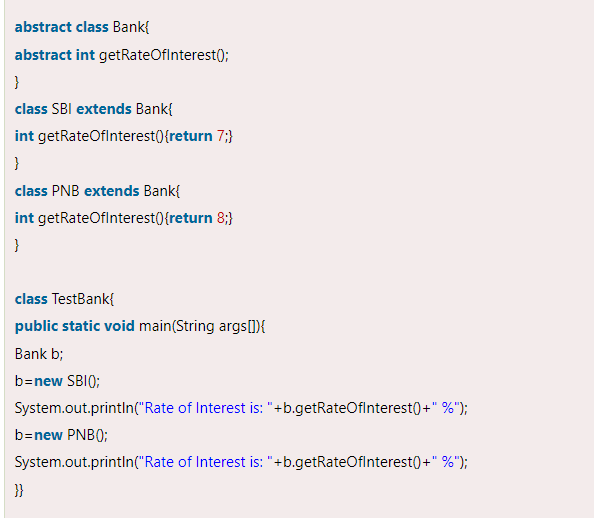 abstract class Bank{
abstract int getRateOfInterest();
}
class SBI extends Bank{
int getRateOfInterest(){return 7;}
}
class PNB extends Bank{
int getRateOfInterest(){return 8;}
}
class TestBank{
public static void main(String args[]){
Bank b;
b=new SBI();
System.out.println("Rate of Interest is: "+b.getRateOfInterest()+" %");
b=new PNB();
System.out.println("Rate of Interest is: "+b.getRateOfInterest()+" %");
}}